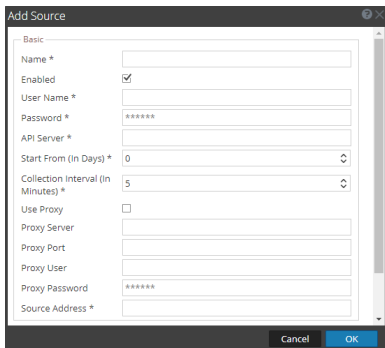 Add Source
Basic
Name *
Enabled
User Name *
Password * ******
API Server *
Start From (In Days) * 0
Collection Interval (In
Minutes) * 5
Use Proxy
Proxy Server
Proxy Port
Proxy User
Proxy Password ******
Source Address *
Cancel OK